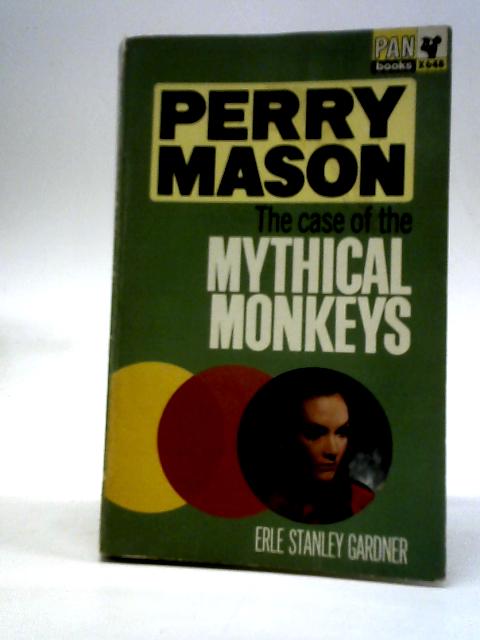 PAN
books X648
PERRY
MASON
The case of the
MYTHICAL
MONKEYS
ERLE STANLEY GARDNER